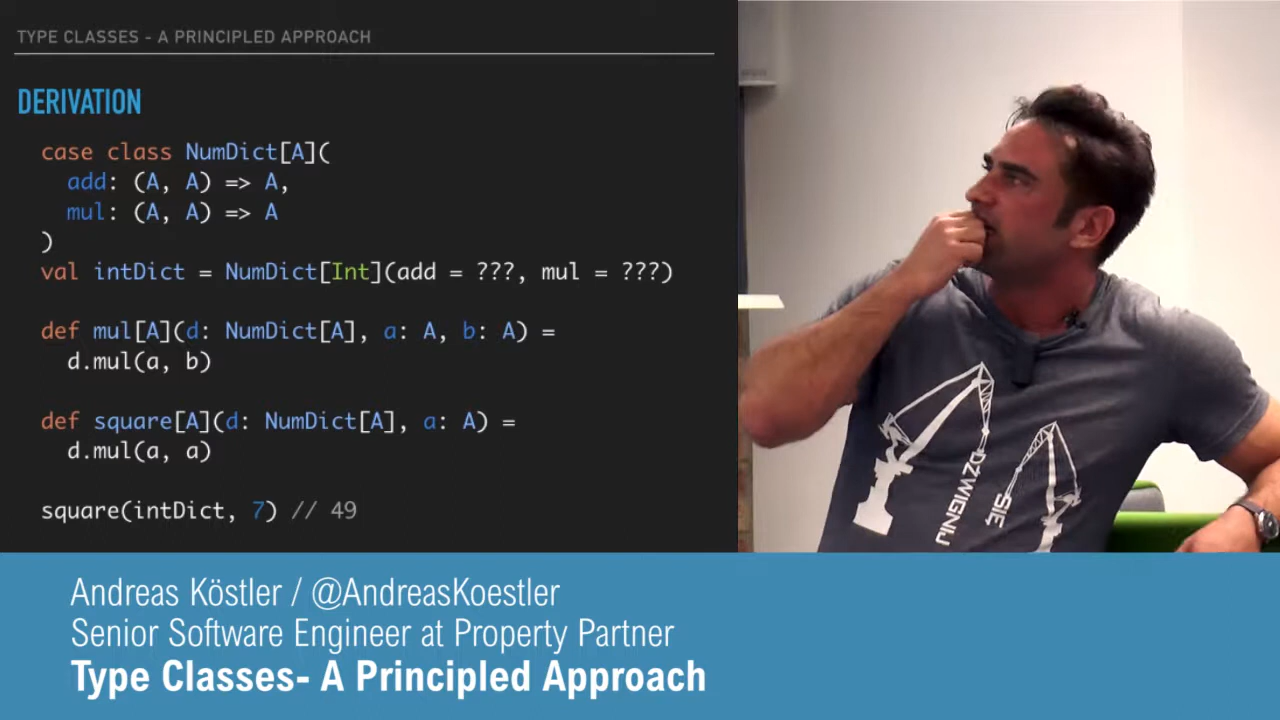 TYPE CLASSES - A PRINCIPLED APPROACH
DERIVATION
case class NumDict[A](
add: (A, A) => A,
mul: (A, A) => A
)
val intDict = NumDict[Int](add = ???, mul = ???)
def mul[A](d: NumDict[A], a: A, b: A) =
d.mul(a, b)
def square[A](d: NumDict[A], a: A) =
d.mul(a, a)
square(intDict, 7) // 49
DZWIGNIJ
SIĘ
Andreas Köstler / @AndreasKoestler
Senior Software Engineer at Property Partner
Type Classes- A Principled Approach